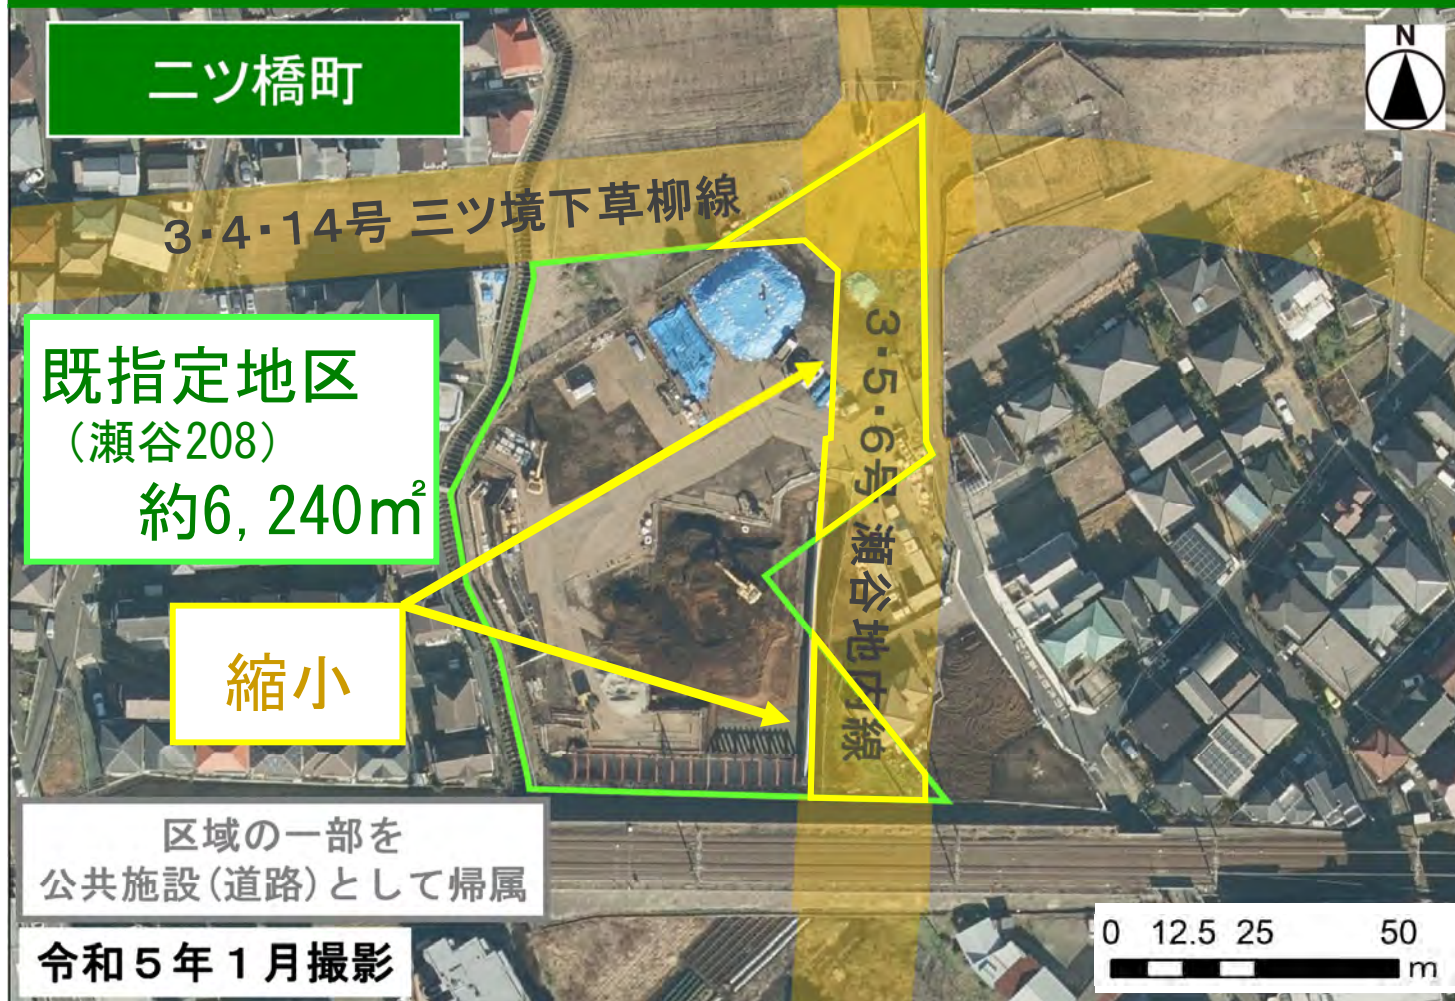 二ツ橋町
N
3・4・14号 三ツ境下草柳線
既指定地区
（瀬谷208）
約6,240㎡
3・5・6号 瀬谷地内線
縮小
区域の一部を
公共施設(道路)として帰属
令和５年１月撮影
0 12.5 25 50
m